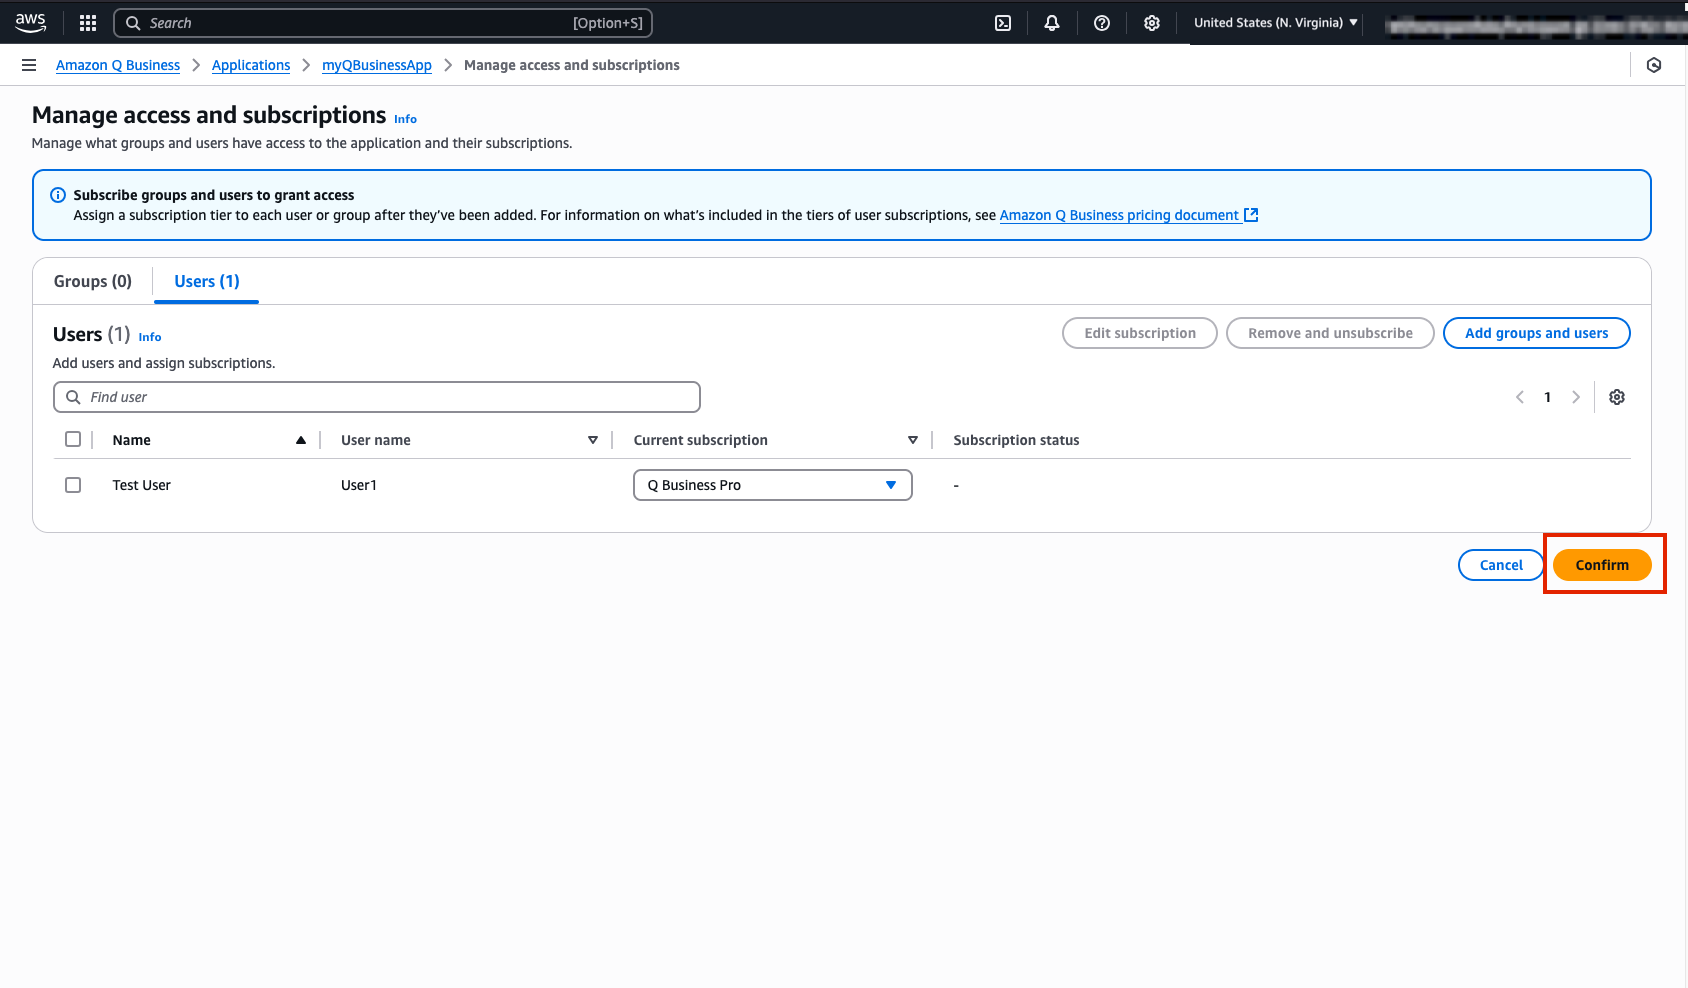 aws Search [Option+S] United States (N. Virginia)
Amazon Q Business Applications myQBusinessApp Manage access and subscriptions
Manage access and subscriptions Info
Manage what groups and users have access to the application and their subscriptions.
Subscribe groups and users to grant access
Assign a subscription tier to each user or group after they've been added. For information on what's included in the tiers of user subscriptions, see Amazon Q Business pricing document
Groups (0) Users (1)
Users (1) Info Edit subscription Remove and unsubscribe Add groups and users
Add users and assign subscriptions.
Find user 1
Name User name Current subscription Subscription status
Test User User1 Q Business Pro -
Cancel Confirm